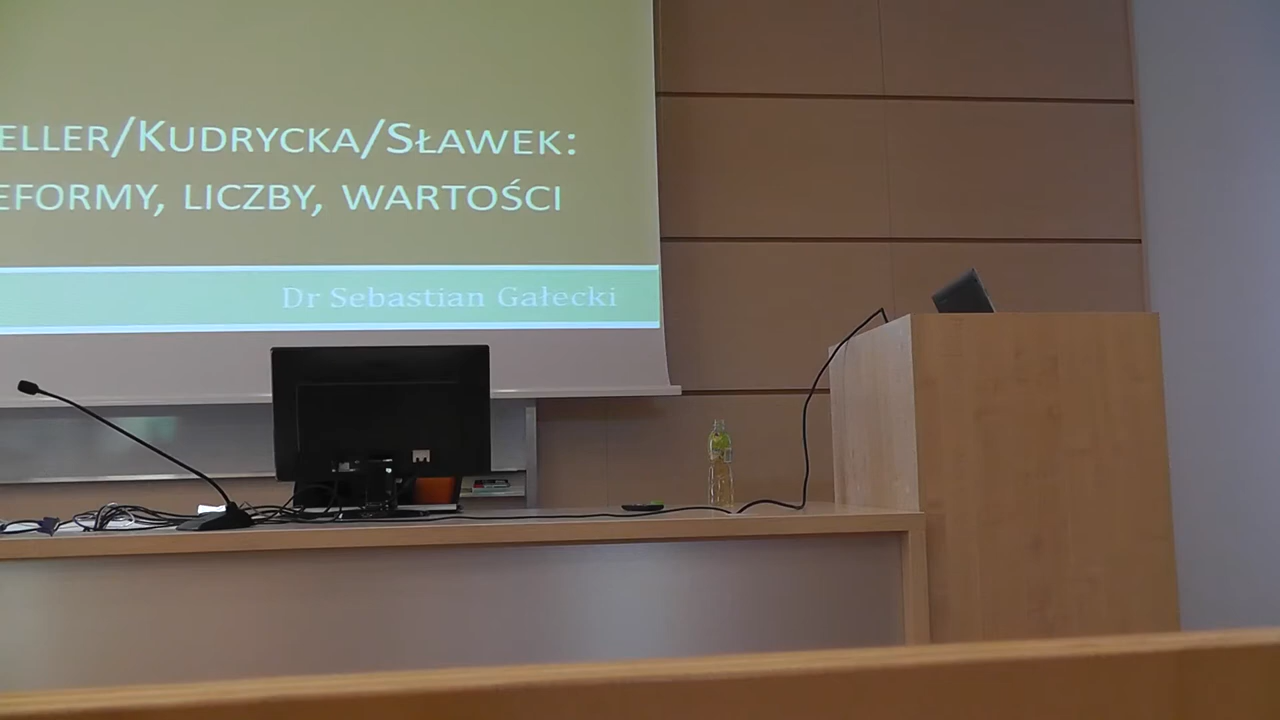 ELLER/KUDRYCKA/SŁAWEK:
EFORMY, LICZBY, WARTOŚCI
Dr Sebastian Gałecki